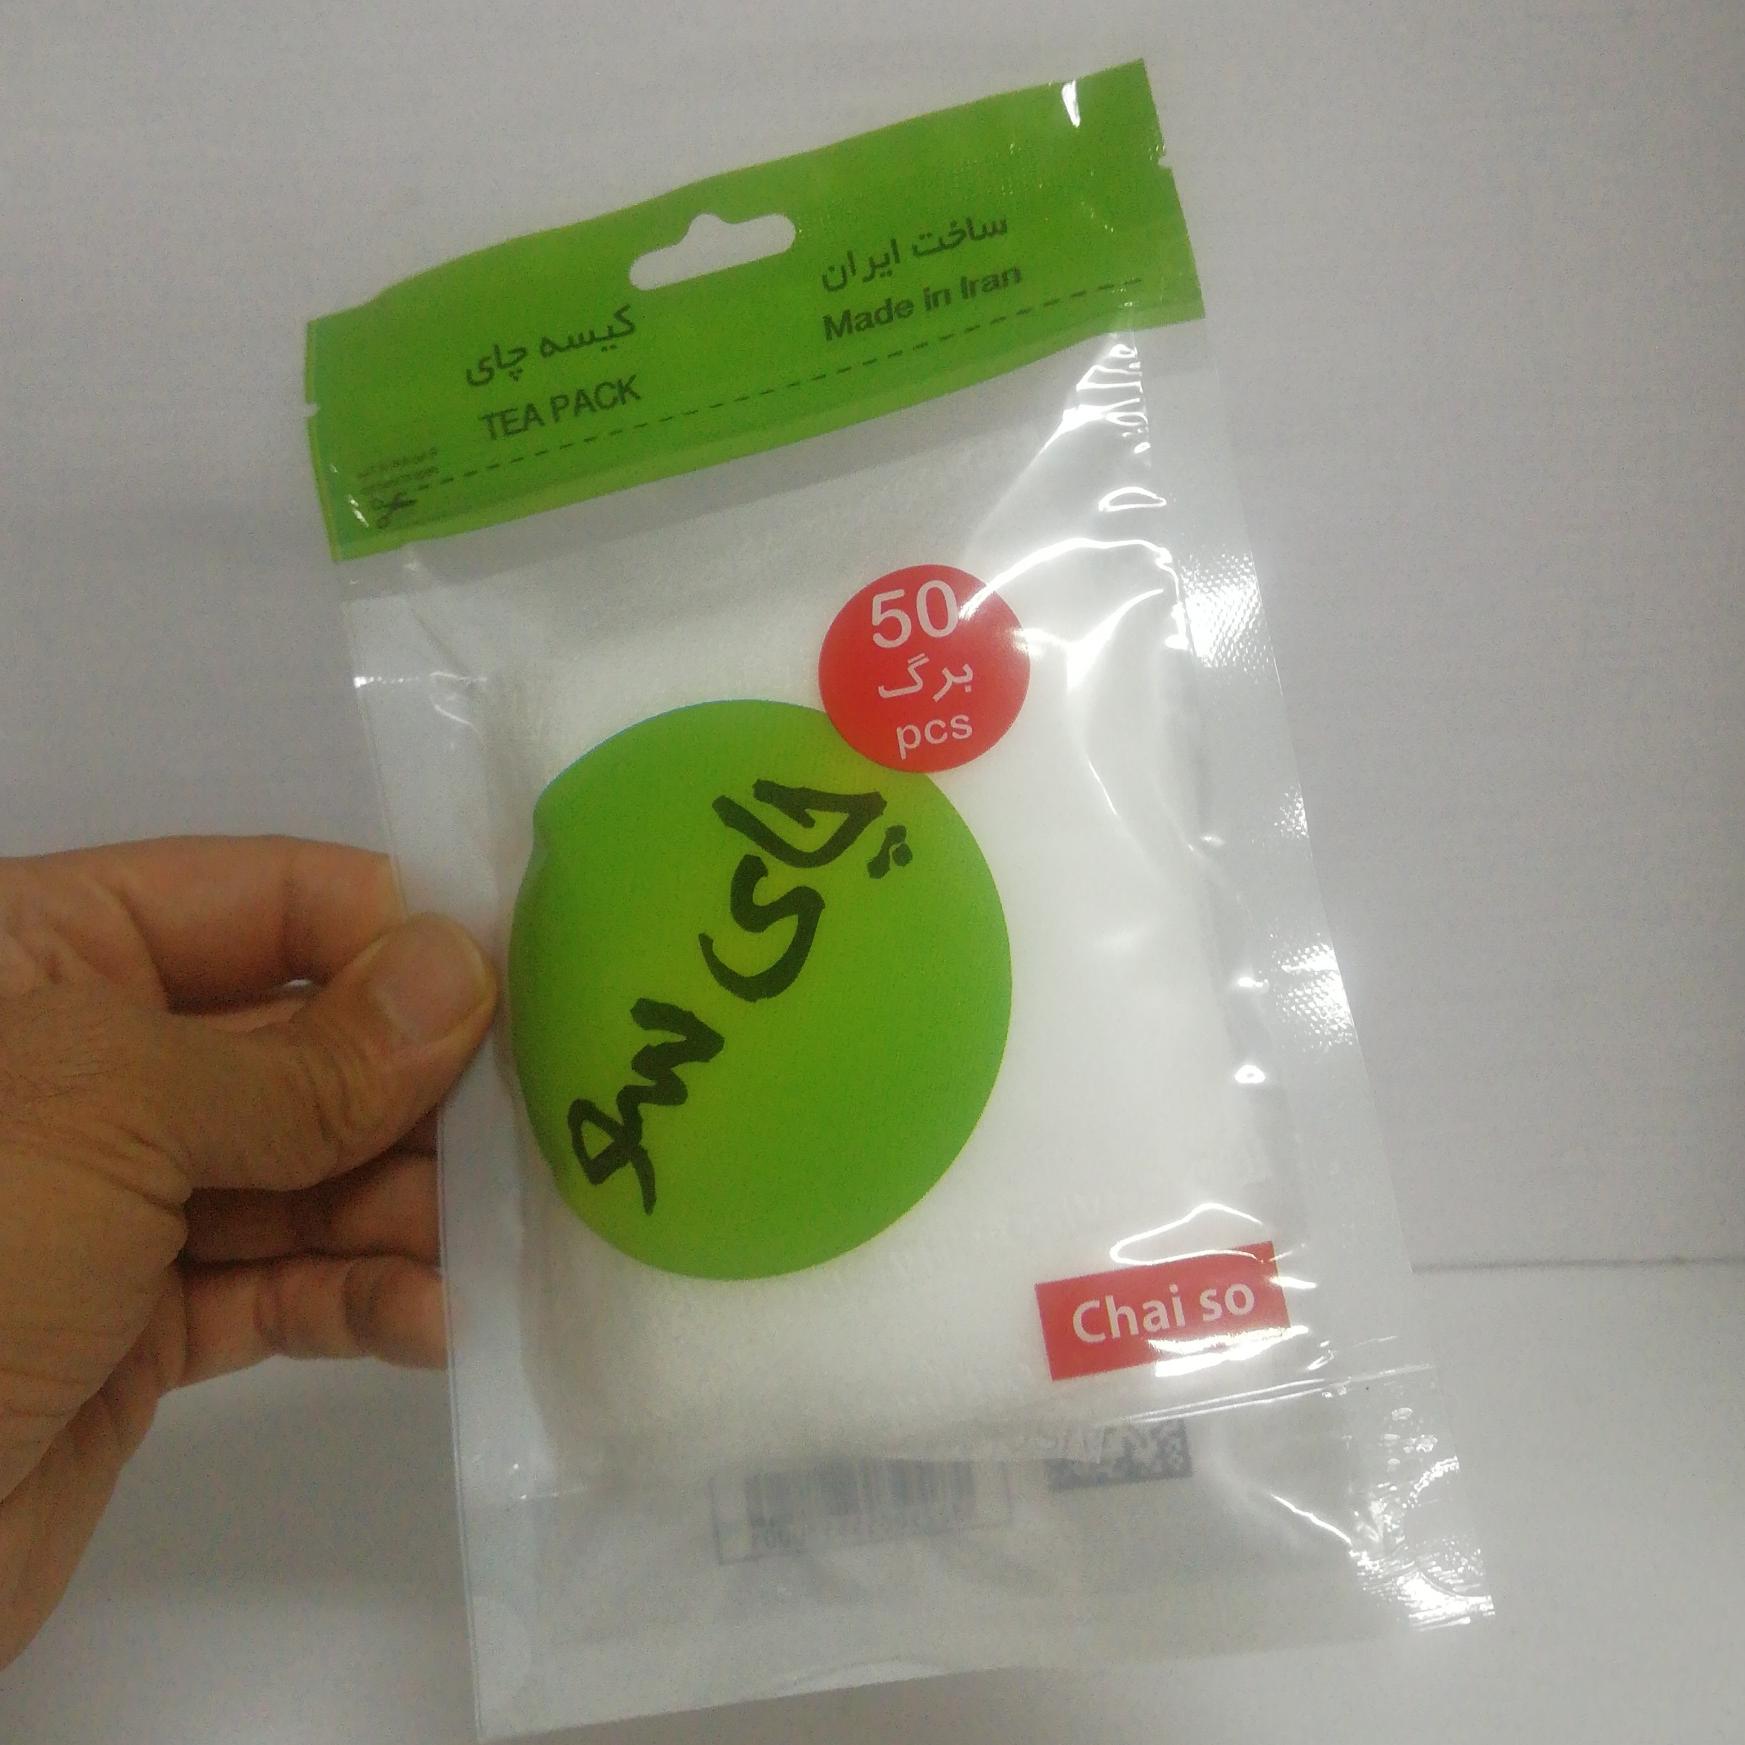 کیسه چای
TEA PACK
ساخت ایران
Made in Iran
50
برگ
pcs
چای سو
Chai so